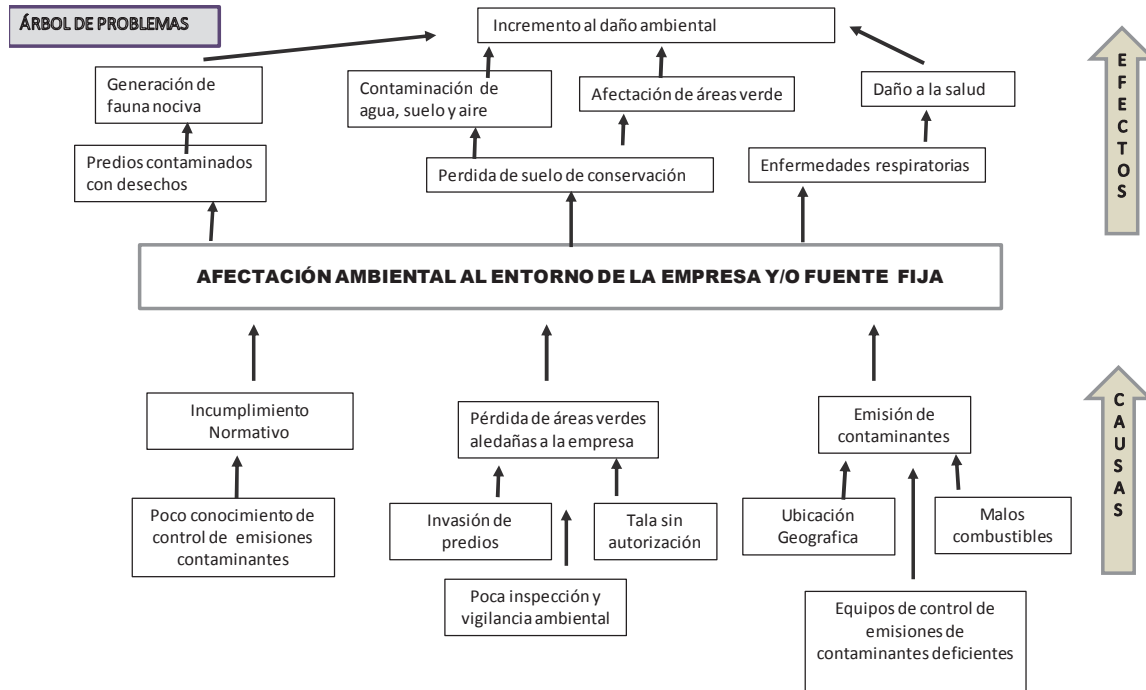 ÁRBOL DE PROBLEMAS
Incremento al daño ambiental
Generación de
fauna nociva
Contaminación de
agua, suelo y aire
Afectación de áreas verde
Daño a la salud
Predios contaminados
con desechos
Perdida de suelo de conservación
Enfermedades respiratorias
EFECTOS
AFECTACIÓN AMBIENTAL AL ENTORNO DE LA EMPRESA Y/O FUENTE FIJA
Incumplimiento
Normativo
Pérdida de áreas verdes
aledañas a la empresa
Emisión de
contaminantes
Poco conocimiento de
control de emisiones
contaminantes
Invasión de
predios
Tala sin
autorización
Ubicación
Geografica
Malos
combustibles
Poca inspección y
vigilancia ambiental
Equipos de control de
emisiones de
contaminantes deficientes
CAUSAS